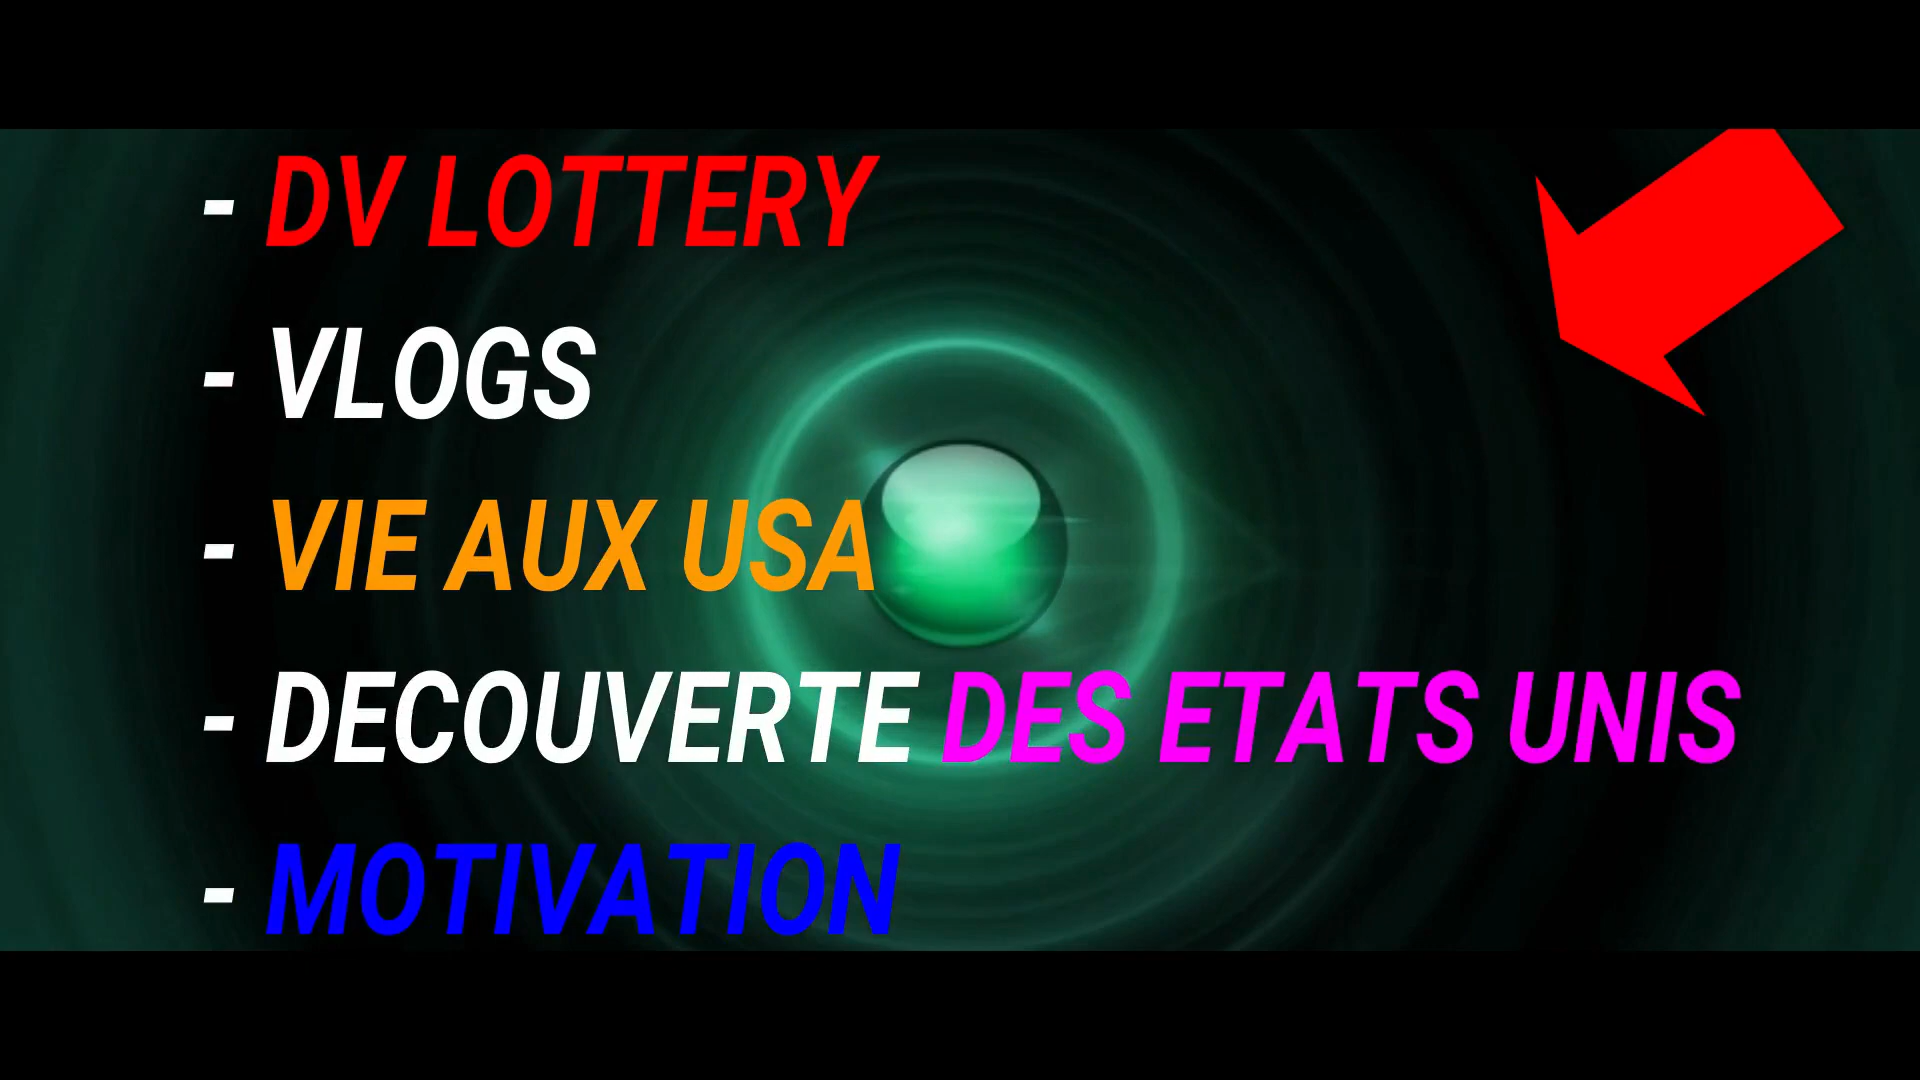 - DV LOTTERY
- VLOGS
- VIE AUX USA
- DECOUVERTE DES ETATS UNIS
- MOTIVATION